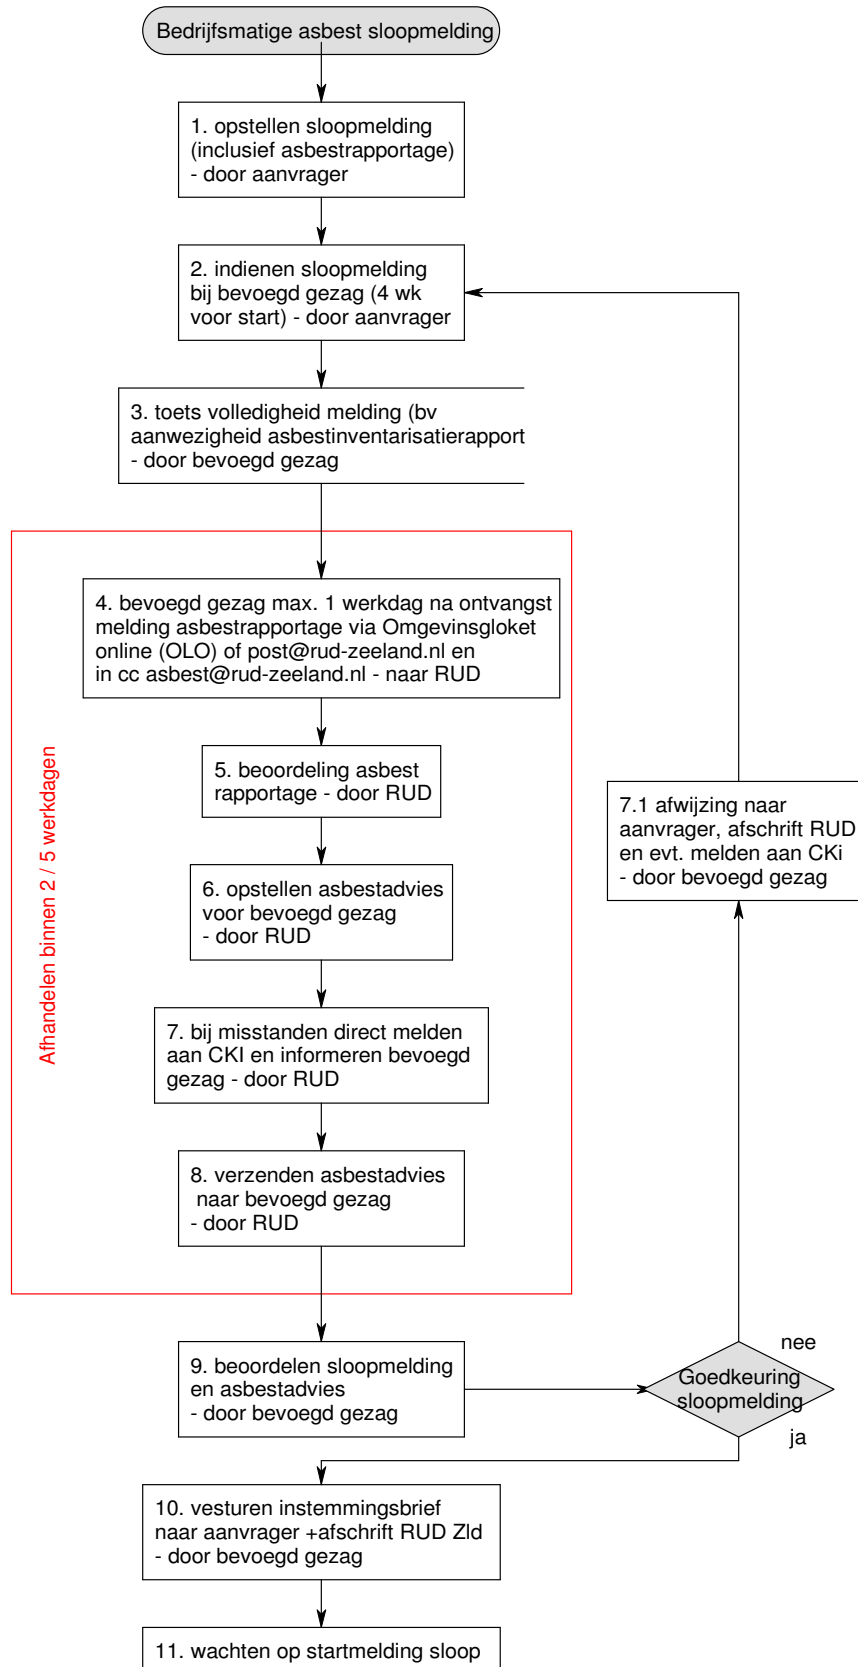 Bedrijfsmatige asbest sloopmelding
1. opstellen sloopmelding
(inclusief asbestrapportage)
- door aanvrager
2. indienen sloopmelding
bij bevoegd gezag (4 wk
voor start) - door aanvrager
3. toets volledigheid melding (bv
aanwezigheid asbestinventarisatierapport
- door bevoegd gezag
Afhandelen binnen 2 / 5 werkdagen
4. bevoegd gezag max. 1 werkdag na ontvangst
melding asbestrapportage via Omgevinsgloket
online (OLO) of post@rud-zeeland.nl en
in cc asbest@rud-zeeland.nl - naar RUD
5. beoordeling asbest
rapportage - door RUD
6. opstellen asbestadvies
voor bevoegd gezag
- door RUD
7. bij misstanden direct melden
aan CKI en informeren bevoegd
gezag - door RUD
8. verzenden asbestadvies
naar bevoegd gezag
- door RUD
9. beoordelen sloopmelding
en asbestadvies
- door bevoegd gezag
Goedkeuring
sloopmelding
nee
ja
7.1 afwijzing naar
aanvrager, afschrift RUD
en evt. melden aan CKi
- door bevoegd gezag
10. vesturen instemmingsbrief
naar aanvrager +afschrift RUD Zld
- door bevoegd gezag
11. wachten op startmelding sloop